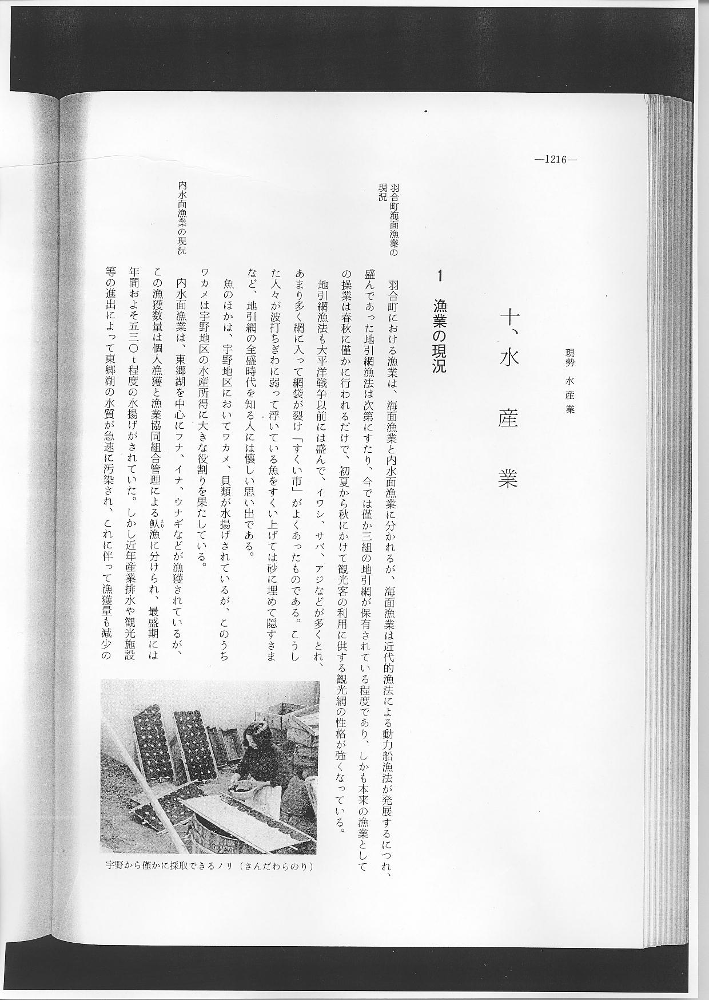 ―1216―
現勢 水産業
十、水産業
1 漁業の現況
羽合町海面漁業の
現況
羽合町における漁業は、海面漁業と内水面漁業に分かれるが、海面漁業は近代的漁法による動力船漁法が発展するにつれ、
盛んであった地引網漁法は次第にすたり、今では僅か三組の地引網が保有されている程度であり、しかも本来の漁業として
の操業は春秋に僅かに行われるだけで、初夏から秋にかけて観光客の利用に供する観光網の性格が強くなっている。
地引網漁法も大平洋戦争以前には盛んで、イワシ、サバ、アジなどが多くとれ、
あまり多く網に入って網袋が裂け「すくい市」がよくあったものである。こうし
た人々が波打ちぎわに弱って浮いている魚をすくい上げては砂に埋めて隠すさま
など、地引網の全盛時代を知る人には懐しい思い出である。
魚のほかは、宇野地区においてワカメ、貝類が水揚げされているが、このうち
ワカメは宇野地区の水産所得に大きな役割りを果たしている。
内水面漁業の現況
内水面漁業は、東郷湖を中心にフナ、イナ、ウナギなどが漁獲されているが、
この漁獲数量は個人漁獲と漁業協同組合管理による魞えり漁に分けられ、最盛期には
年間およそ五三〇t程度の水揚げがされていた。しかし近年産業排水や観光施設
等の進出によって東郷湖の水質が急速に汚染され、これに伴って漁獲量も減少の
宇野から僅かに採取できるノリ（さんだわらのり）